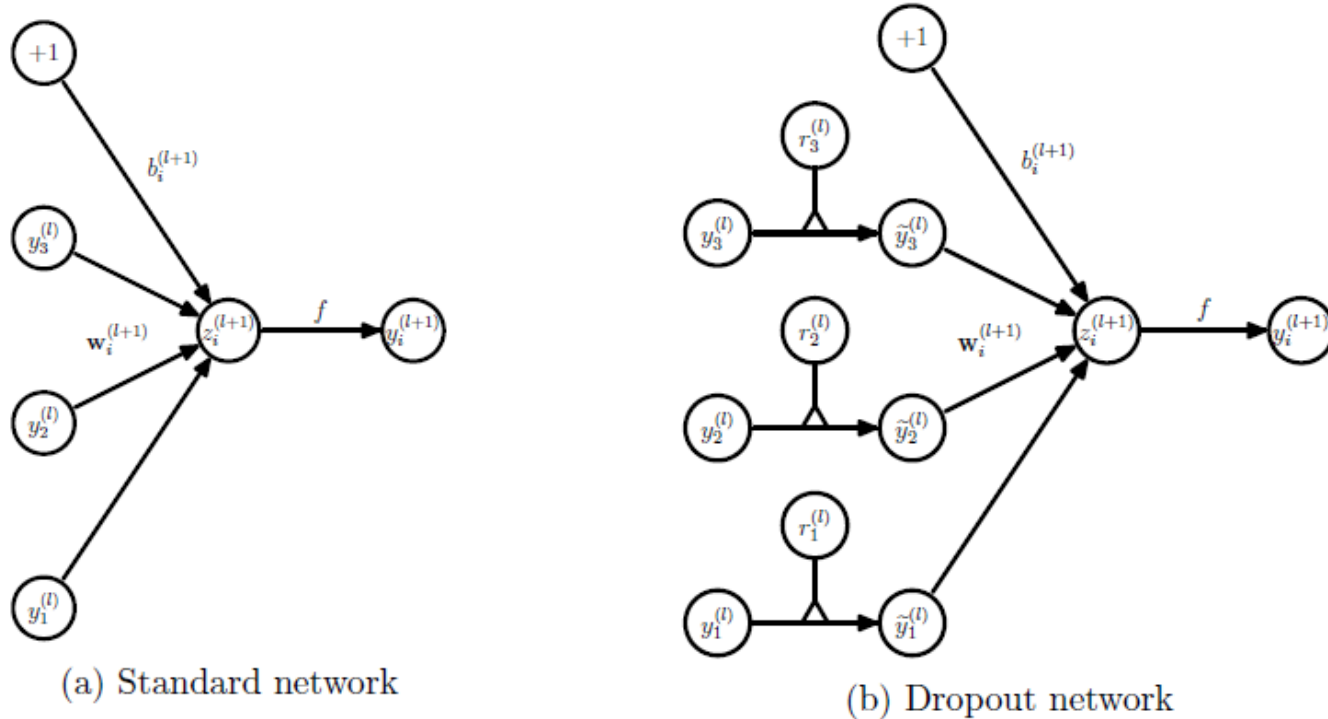 +1
b_i^{(l+1)}
y_3^{(l)}
w_i^{(l+1)}
z_i^{(l+1)}
f
y_i^{(l+1)}
y_2^{(l)}
y_1^{(l)}
(a) Standard network
+1
r_3^{(l)}
b_i^{(l+1)}
y_3^{(l)}
ỹ_3^{(l)}
r_2^{(l)}
w_i^{(l+1)}
z_i^{(l+1)}
f
y_i^{(l+1)}
y_2^{(l)}
ỹ_2^{(l)}
r_1^{(l)}
y_1^{(l)}
ỹ_1^{(l)}
(b) Dropout network